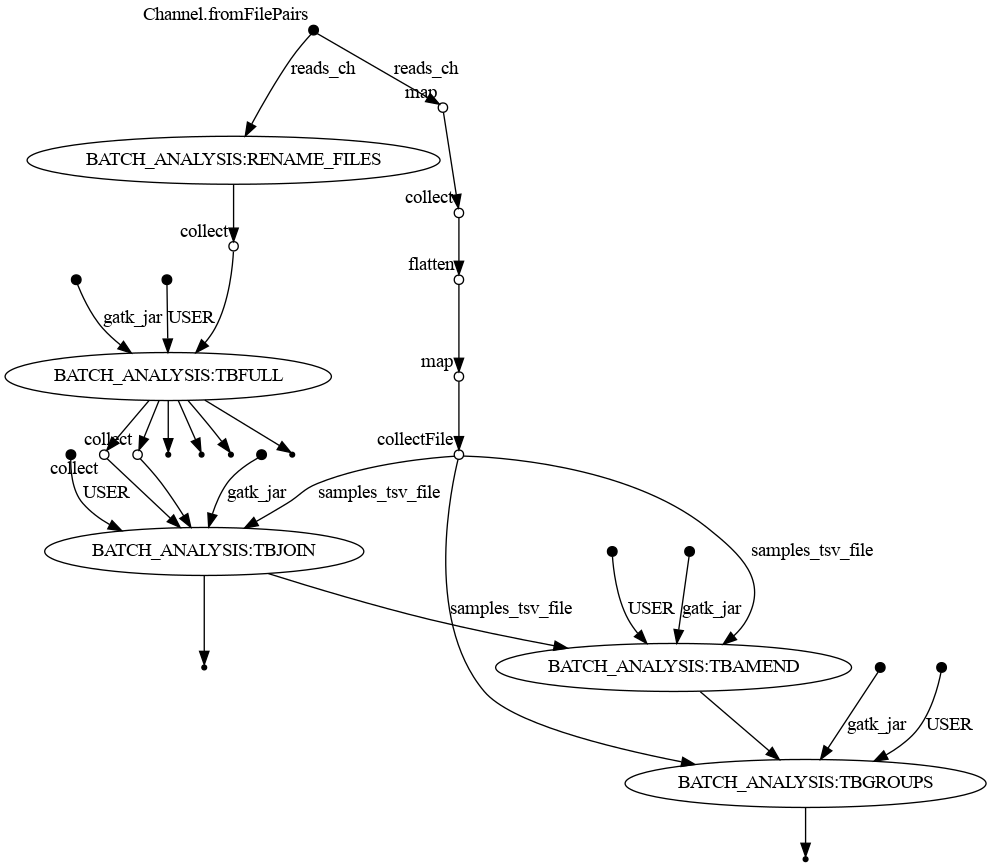 Channel.fromFilePairs
reads_ch
reads_ch
map
BATCH_ANALYSIS:RENAME_FILES
collect
collect
flatten
gatk_jar
USER
map
BATCH_ANALYSIS:TBFULL
collect
collectFile
collect
USER
gatk_jar
samples_tsv_file
BATCH_ANALYSIS:TBJOIN
samples_tsv_file
samples_tsv_file
USER
gatk_jar
BATCH_ANALYSIS:TBAMEND
gatk_jar
USER
BATCH_ANALYSIS:TBGROUPS